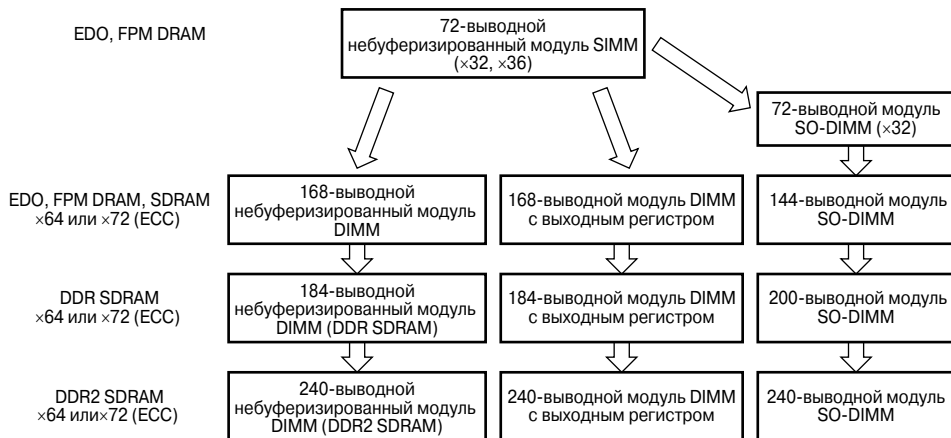 EDO, FPM DRAM
72-выводной
небуферизированный модуль SIMM
(×32, ×36)
72-выводной модуль
SO-DIMM (×32)
EDO, FPM DRAM, SDRAM
×64 или ×72 (ECC)
168-выводной
небуферизированный модуль
DIMM
168-выводной модуль DIMM
с выходным регистром
144-выводной модуль
SO-DIMM
DDR SDRAM
×64 или ×72 (ECC)
184-выводной
небуферизированный модуль
DIMM (DDR SDRAM)
184-выводной модуль DIMM
с выходным регистром
200-выводной модуль
SO-DIMM
DDR2 SDRAM
×64 или×72 (ECC)
240-выводной
небуферизированный модуль
DIMM (DDR2 SDRAM)
240-выводной модуль DIMM
с выходным регистром
240-выводной модуль
SO-DIMM